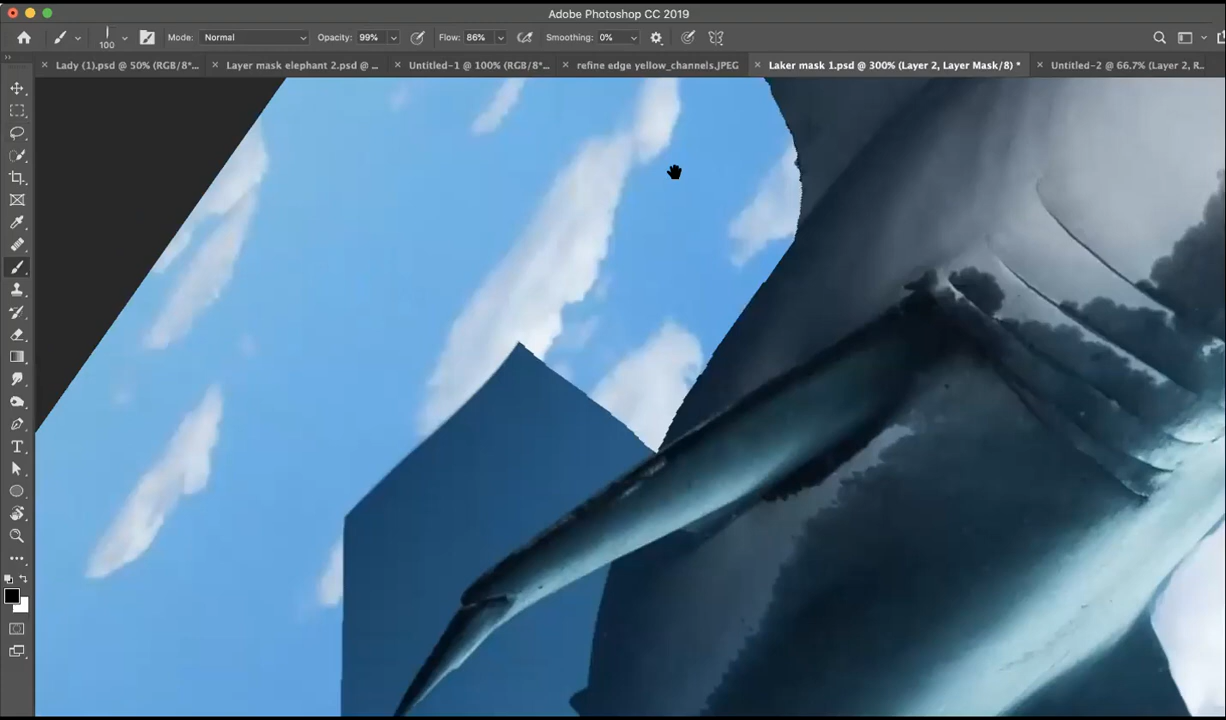 Adobe Photoshop CC 2019
100 Mode: Normal Opacity: 99% Flow: 86% Smoothing: 0%
Lady (1).psd @ 50% (RGB/8*... Layer mask elephant 2.psd @ ... Untitled-1 @ 100% (RGB/8*... refine edge yellow_channels.JPEG Laker mask 1.psd @ 300% (Layer 2, Layer Mask/8) * Untitled-2 @ 66.7% (Layer 2, R...